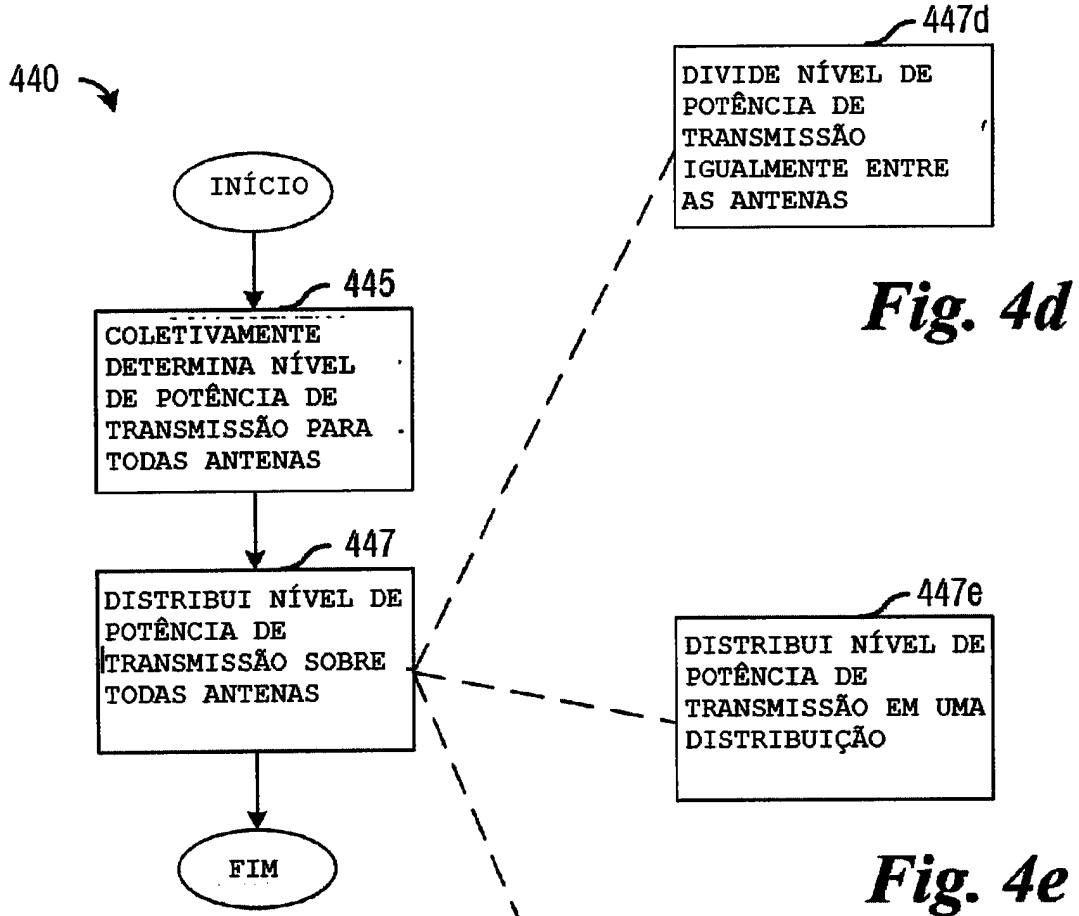 440
INÍCIO
445
COLETIVAMENTE
DETERMINA NÍVEL
DE POTÊNCIA DE
TRANSMISSÃO PARA
TODAS ANTENAS
447
DISTRIBUI NÍVEL DE
POTÊNCIA DE
TRANSMISSÃO SOBRE
TODAS ANTENAS
FIM
447d
DIVIDE NÍVEL DE
POTÊNCIA DE
TRANSMISSÃO
IGUALMENTE ENTRE
AS ANTENAS
Fig. 4d
447e
DISTRIBUI NÍVEL DE
POTÊNCIA DE
TRANSMISSÃO EM UMA
DISTRIBUIÇÃO
Fig. 4e